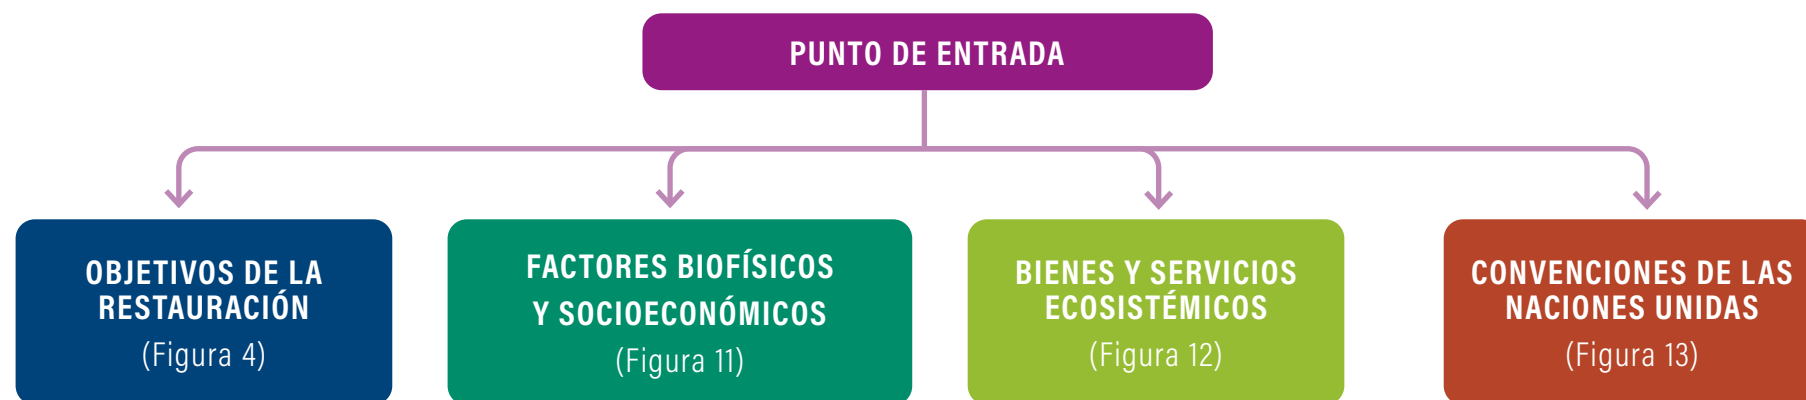 PUNTO DE ENTRADA
OBJETIVOS DE LA
RESTAURACIÓN
(Figura 4)
FACTORES BIOFÍSICOS
Y SOCIOECONÓMICOS
(Figura 11)
BIENES Y SERVICIOS
ECOSISTÉMICOS
(Figura 12)
CONVENCIONES DE LAS
NACIONES UNIDAS
(Figura 13)